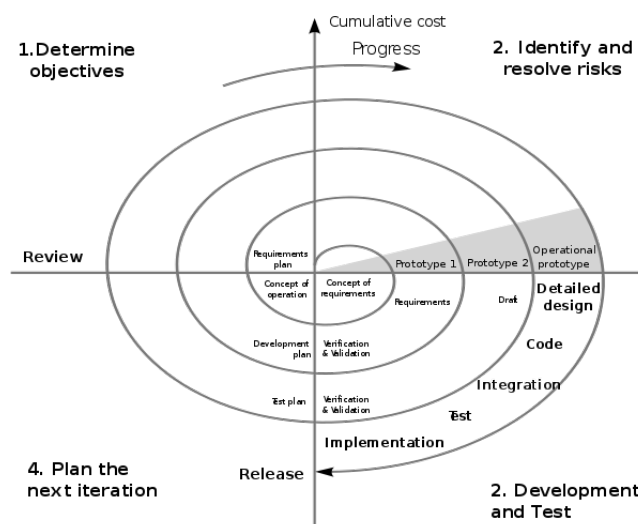 Cumulative cost
1.Determine
objectives
Progress
2. Identify and
resolve risks
Review
Requirements
plan
Prototype 1
Prototype 2
Operational
prototype
Concept of
operation
Concept of
requirements
Requirements
Draft
Detailed
design
Development
plan
Verification
& Validation
Code
Integration
Test plan
Verification
& Validation
Test
Implementation
4. Plan the
next iteration
Release
2. Development
and Test